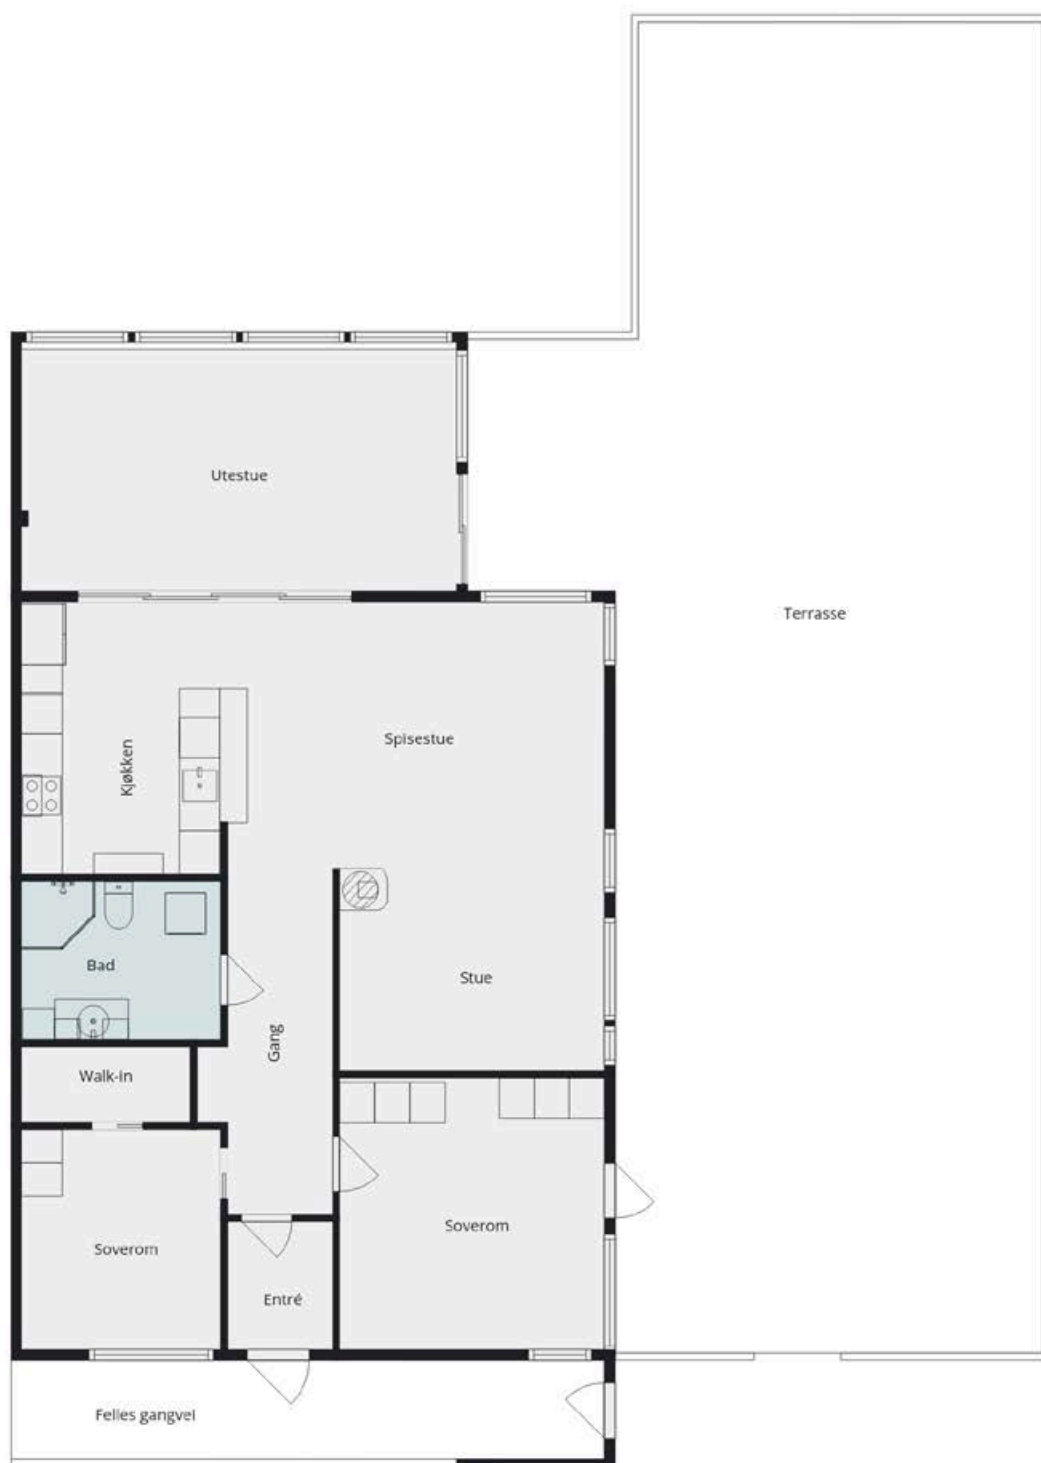 Utestue
Terrasse
Spisestue
Kjøkken
Bad
Stue
Gang
Walk-in
Soverom
Soverom
Entré
Felles gangvei